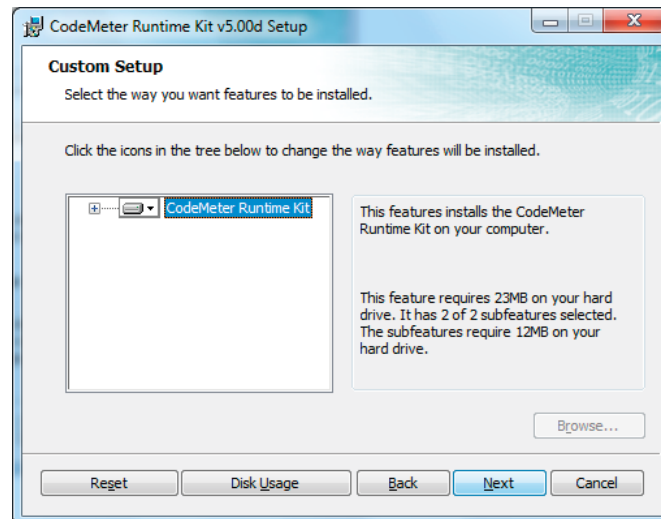 CodeMeter Runtime Kit v5.00d Setup
Custom Setup
Select the way you want features to be installed.
Click the icons in the tree below to change the way features will be installed.
CodeMeter Runtime Kit
This features installs the CodeMeter
Runtime Kit on your computer.
This feature requires 23MB on your hard
drive. It has 2 of 2 subfeatures selected.
The subfeatures require 12MB on your
hard drive.
Browse...
Reset Disk Usage Back Next Cancel